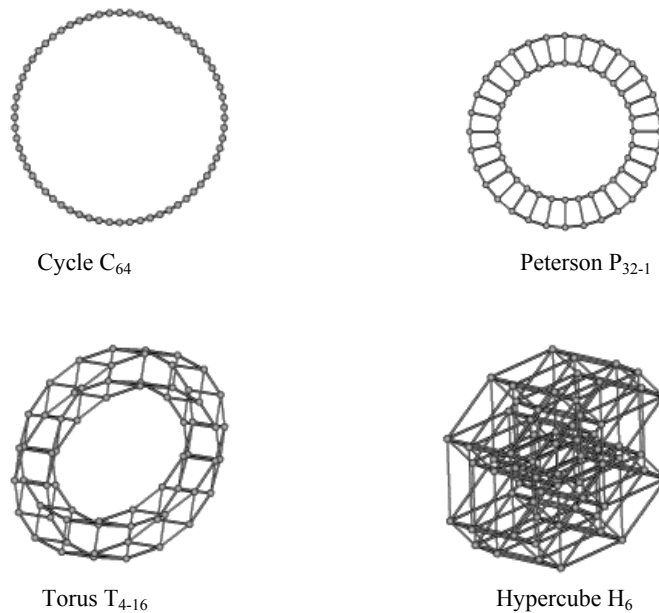 Cycle C₆₄
Peterson P₃₂₋₁
Torus T₄₋₁₆
Hypercube H₆